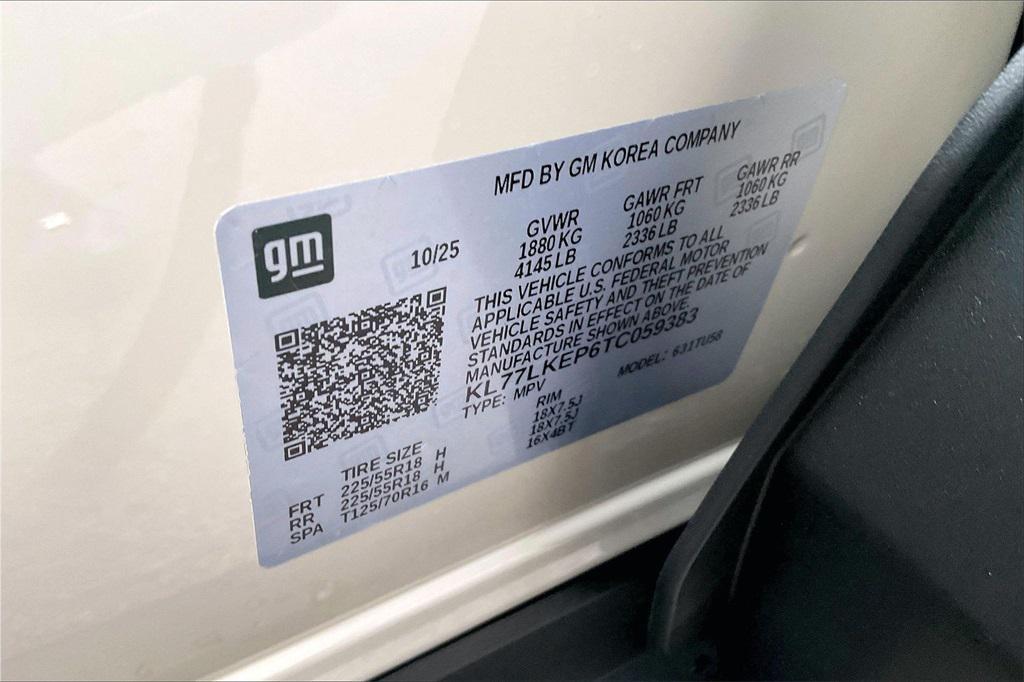 gm
10/25
MFD BY GM KOREA COMPANY
GVWR GAWR FRT GAWR RR
1880 KG 1060 KG 1060 KG
4145 LB 2336 LB 2336 LB
THIS VEHICLE CONFORMS TO ALL
APPLICABLE U.S. FEDERAL MOTOR
VEHICLE SAFETY AND THEFT PREVENTION
STANDARDS IN EFFECT ON THE DATE OF
MANUFACTURE SHOWN ABOVE.
KL77LKEP6TC059383
TYPE: MPV MODEL: 631TU58
TIRE SIZE RIM
FRT 225/55R18 H 18X7.5J
RR 225/55R18 H 18X7.5J
SPA T125/70R16 M 16X4BT